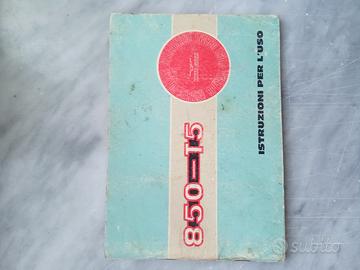 850-T5
ISTRUZIONI PER L'USO
subito